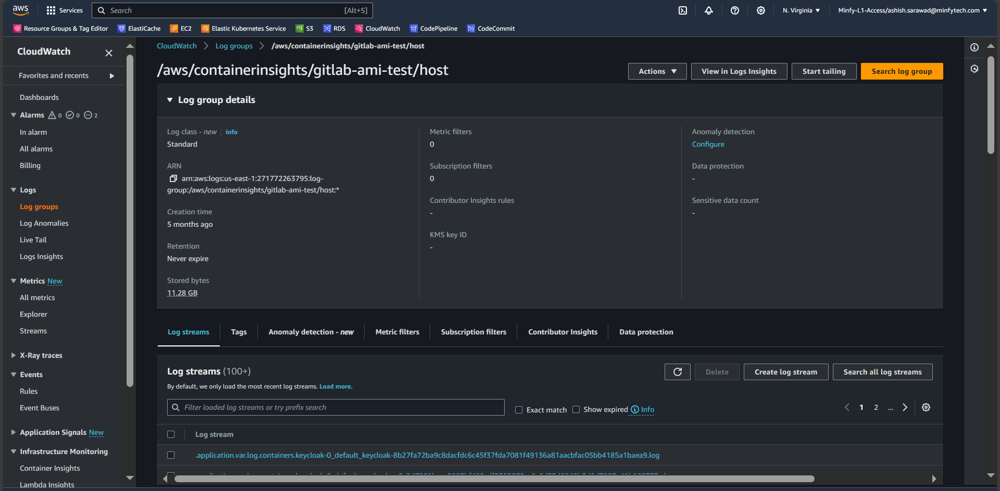 aws
Services
Search
[Alt+S]
N. Virginia
Minfy-L1-Access/ashish.sarawad@minfytech.com
Resource Groups & Tag Editor
ElastiCache
EC2
Elastic Kubernetes Service
S3
RDS
CloudWatch
CodePipeline
CodeCommit
CloudWatch
Favorites and recents
Dashboards
Alarms 0 0 2
In alarm
All alarms
Billing
Logs
Log groups
Log Anomalies
Live Tail
Logs Insights
Metrics New
All metrics
Explorer
Streams
X-Ray traces
Events
Rules
Event Buses
Application Signals New
Infrastructure Monitoring
Container Insights
Lambda Insights
CloudWatch
Log groups
/aws/containerinsights/gitlab-ami-test/host
/aws/containerinsights/gitlab-ami-test/host
Actions
View in Logs Insights
Start tailing
Search log group
Log group details
Log class - new
Info
Standard
ARN
arn:aws:logs:us-east-1:271772263795:log-
group:/aws/containerinsights/gitlab-ami-test/host:*
Creation time
5 months ago
Retention
Never expire
Stored bytes
11.28 GB
Metric filters
0
Subscription filters
0
Contributor Insights rules
-
KMS key ID
-
Anomaly detection
Configure
Data protection
-
Sensitive data count
-
Log streams
Tags
Anomaly detection - new
Metric filters
Subscription filters
Contributor Insights
Data protection
Log streams (100+)
Delete
Create log stream
Search all log streams
By default, we only load the most recent log streams. Load more.
Filter loaded log streams or try prefix search
Exact match
Show expired
Info
1
2
...
Log stream
.application.var.log.containers.keycloak-0_default_keycloak-8b27fa72ba9c8dacfdc6c45f37fda7081f49136a81aacbfac05bb4185a1baea9.log